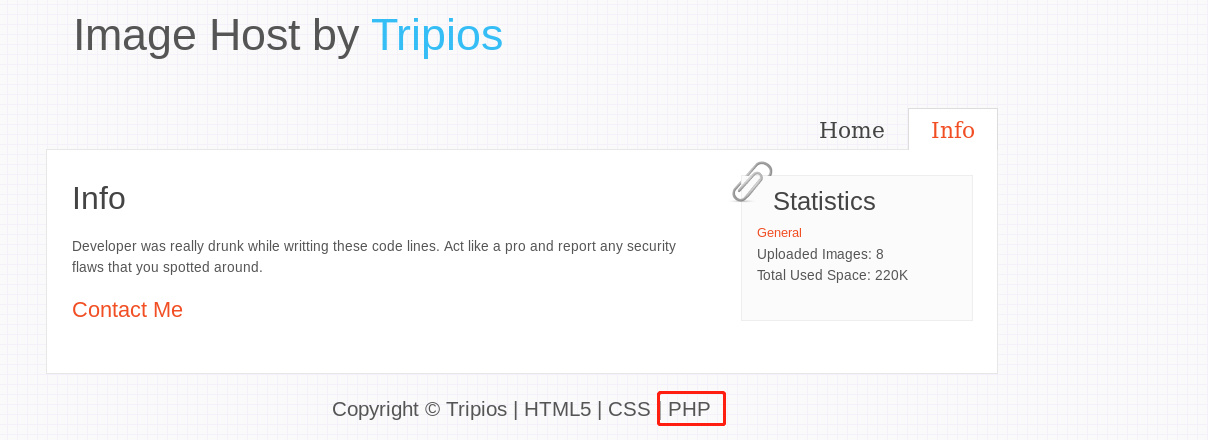 Image Host by Tripios
Home Info
Info
Developer was really drunk while writting these code lines. Act like a pro and report any security
flaws that you spotted around.
Contact Me
Statistics
General
Uploaded Images: 8
Total Used Space: 220K
Copyright © Tripios | HTML5 | CSS | PHP